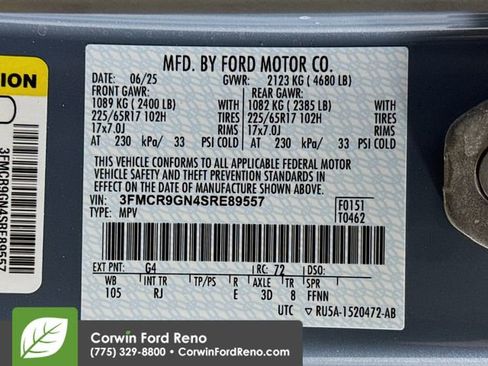 MFD. BY FORD MOTOR CO.
DATE: 06/25 GVWR: 2123 KG ( 4680 LB)
FRONT GAWR: REAR GAWR:
1089 KG ( 2400 LB) 1082 KG ( 2385 LB)
225/65R17 102H TIRES 225/65R17 102H
17x7.0J RIMS 17x7.0J
AT 230 kPa/ 33 PSI COLD AT 230 kPa/ 33 PSI COLD
THIS VEHICLE CONFORMS TO ALL APPLICABLE FEDERAL MOTOR
VEHICLE SAFETY AND THEFT PREVENTION STANDARDS IN EFFECT
ON THE DATE OF MANUFACTURE SHOWN ABOVE.
VIN: 3FMCR9GN4SRE89557 F0151
TYPE: MPV T0462
EXT PNT: G4 RC: 72 DSO:
WB INT TR TP/PS R AXLE TR SPR
105 RJ E 3D 8 FFNN
UTC RU5A-1520472-AB
3FMCR9GN4SRE89557
Corwin Ford Reno
(775) 329-8800 • CorwinFordReno.com